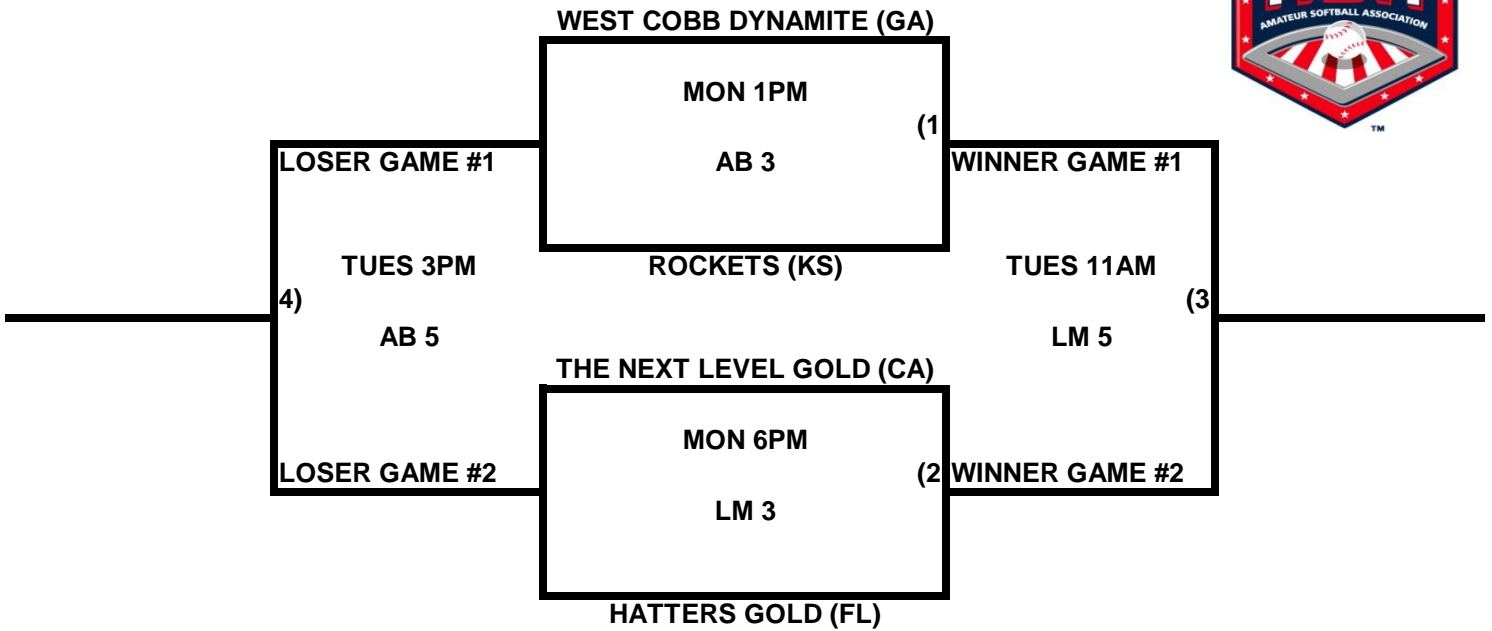 WEST COBB DYNAMITE (GA)
AMATEUR SOFTBALL ASSOCIATION
TM
MON 1PM
(1
LOSER GAME #1
AB 3
WINNER GAME #1
TUES 3PM
ROCKETS (KS)
TUES 11AM
4)
(3
AB 5
LM 5
THE NEXT LEVEL GOLD (CA)
MON 6PM
LOSER GAME #2
(2
WINNER GAME #2
LM 3
HATTERS GOLD (FL)